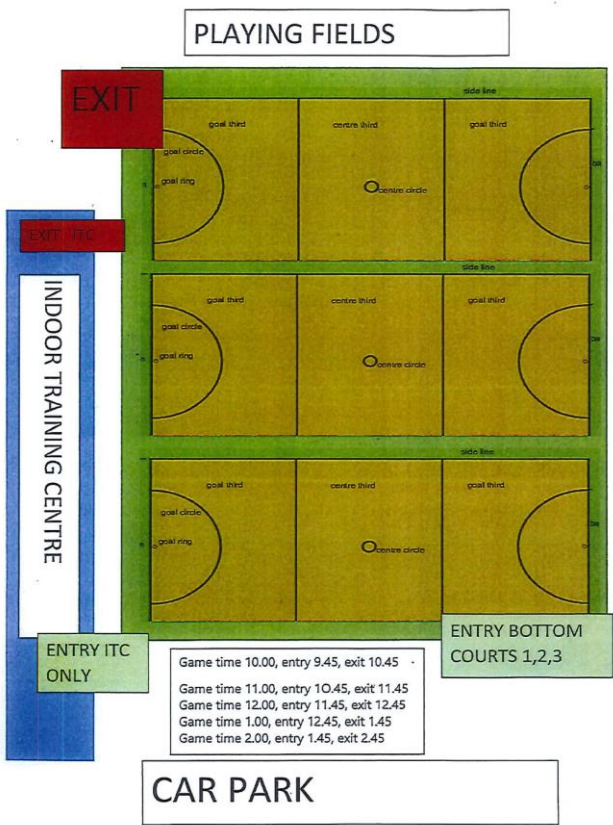 PLAYING FIELDS
EXIT
side line
goal third
centre third
goal third
goal circle
goal ring
centre circle
EXIT ITC
side line
goal third
centre third
goal third
goal circle
goal ring
centre circle
INDOOR TRAINING CENTRE
side line
goal third
centre third
goal third
goal circle
goal ring
centre circle
ENTRY ITC
ONLY
ENTRY BOTTOM
COURTS 1,2,3
Game time 10.00, entry 9.45, exit 10.45
Game time 11.00, entry 1O.45, exit 11.45
Game time 12.00, entry 11.45, exit 12.45
Game time 1.00, entry 12.45, exit 1.45
Game time 2.00, entry 1.45, exit 2.45
CAR PARK